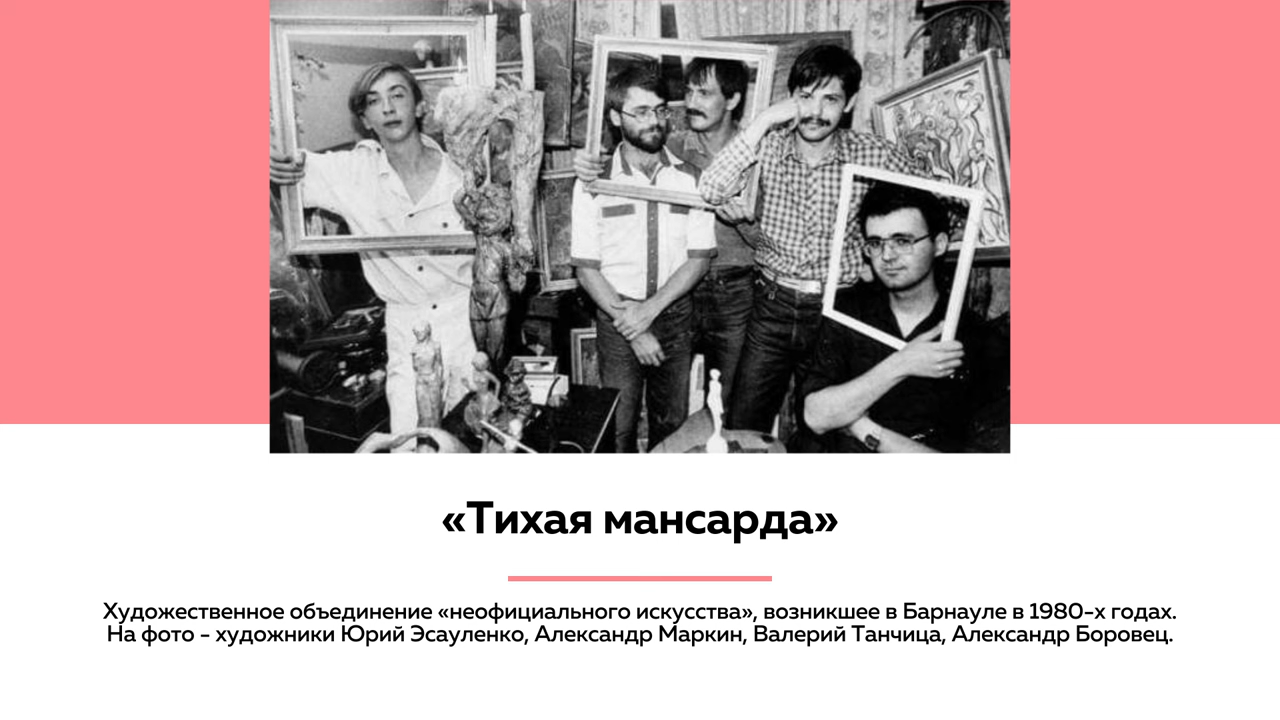 «Тихая мансарда»
Художественное объединение «неофициального искусства», возникшее в Барнауле в 1980-х годах.
На фото – художники Юрий Эсауленко, Александр Маркин, Валерий Танчица, Александр Боровец.